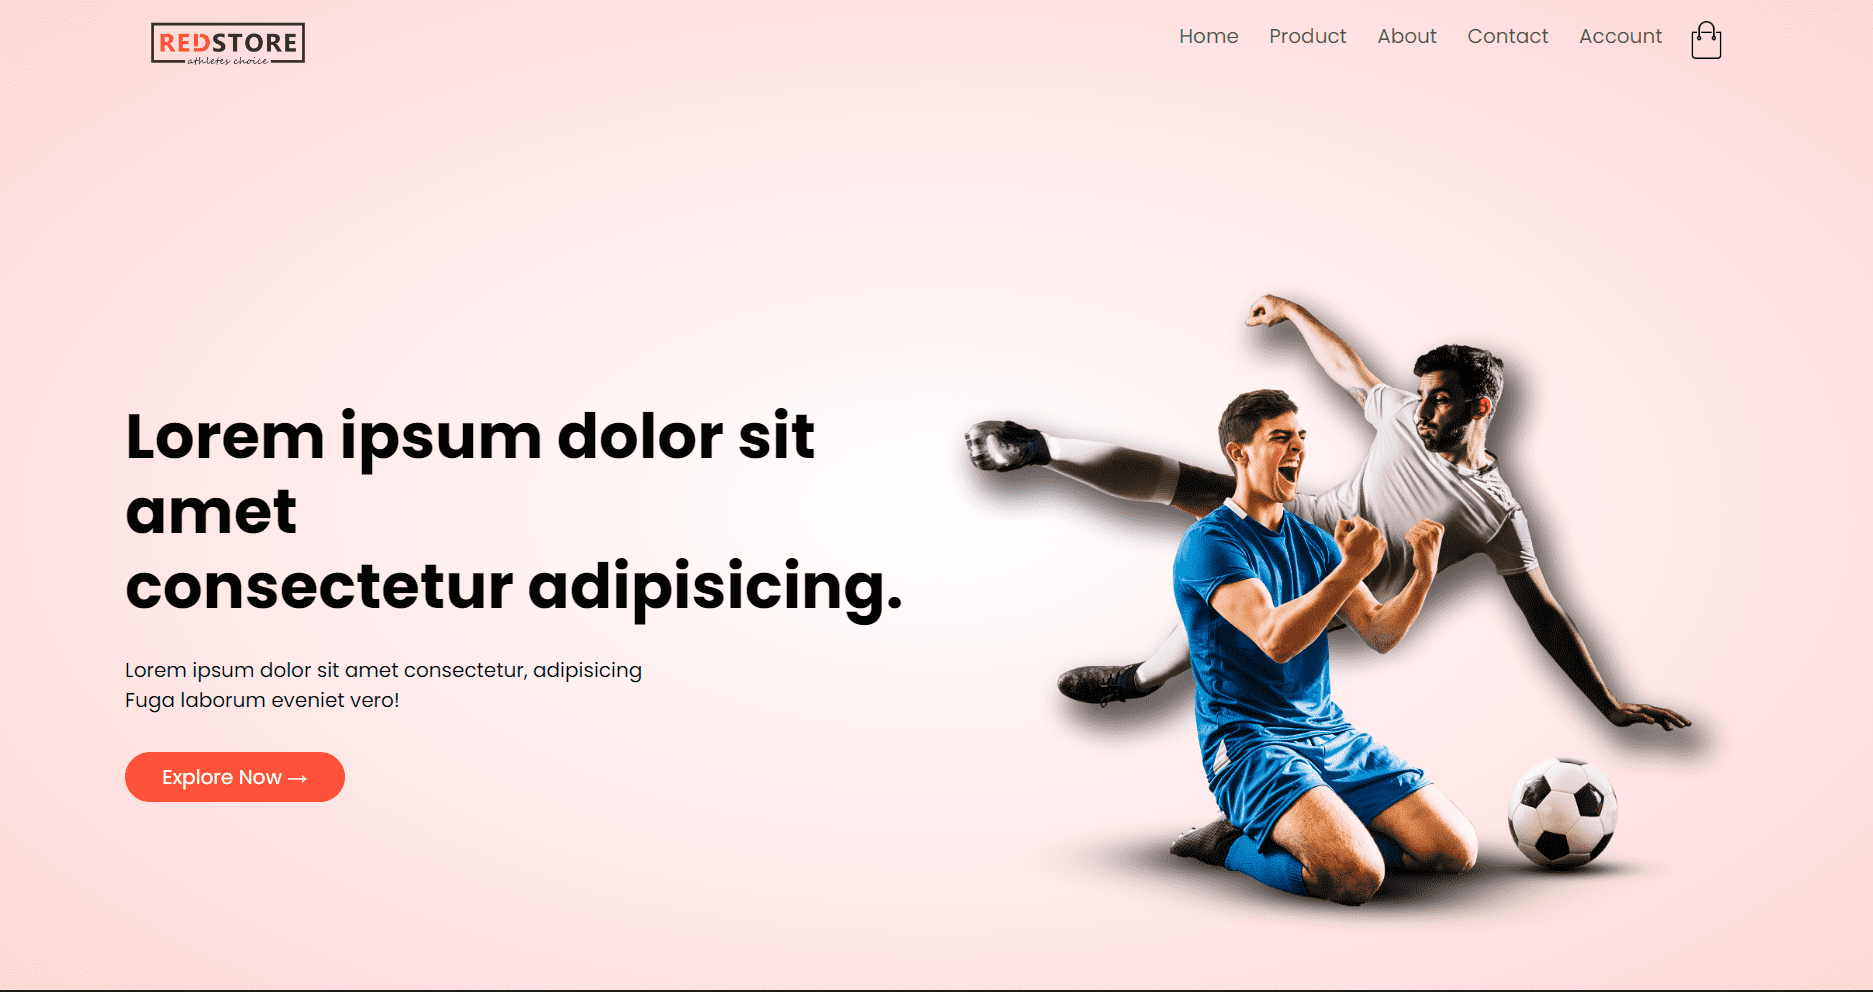 REDSTORE
athletes choice
Home Product About Contact Account
Lorem ipsum dolor sit
amet
consectetur adipisicing.
Lorem ipsum dolor sit amet consectetur, adipisicing
Fuga laborum eveniet vero!
Explore Now →